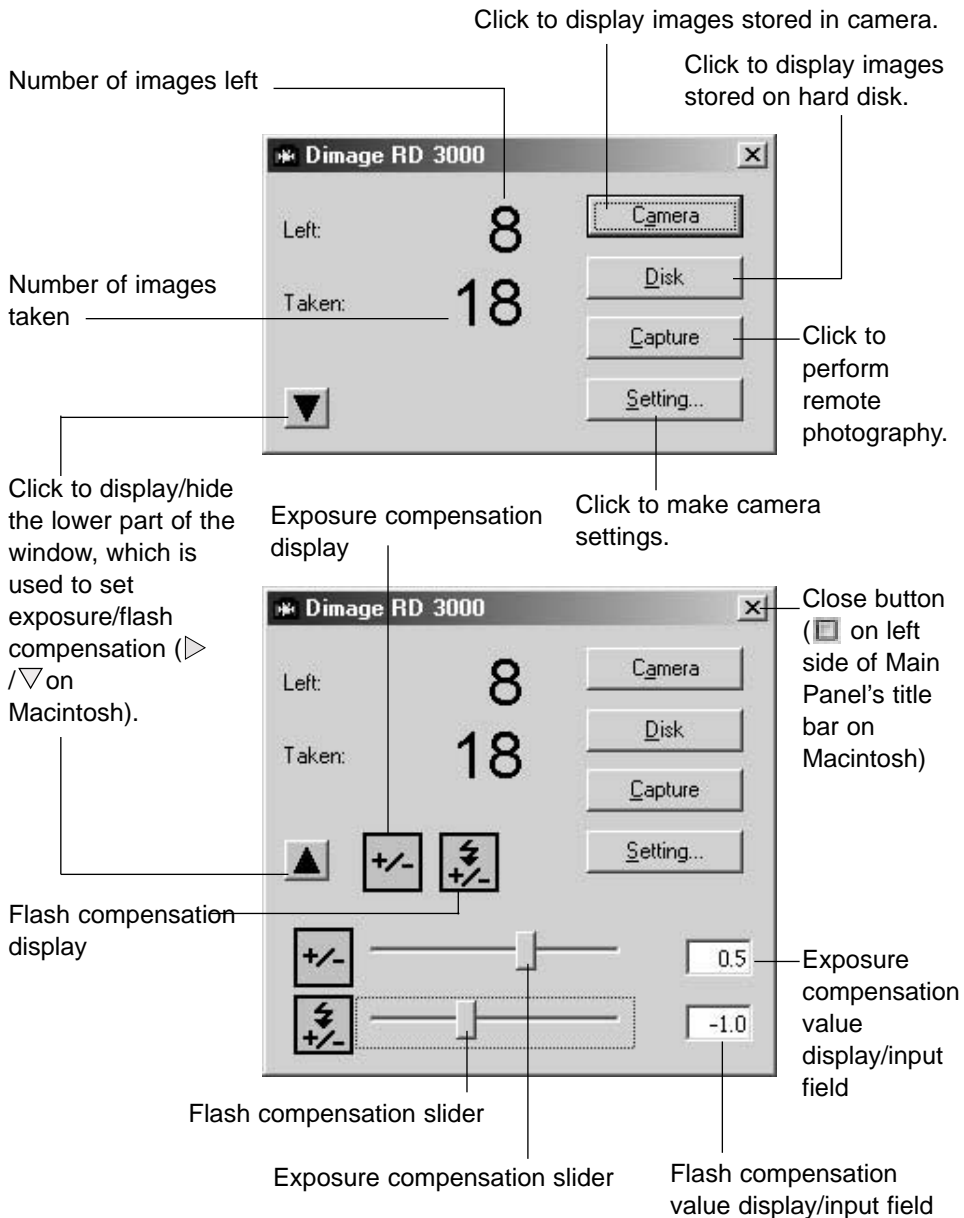 Click to display images stored in camera.
Number of images left
Click to display images
stored on hard disk.
Dimage RD 3000
Left:
8
Camera
Number of images
taken
Taken:
18
Disk
Capture
Click to
perform
remote
photography.
▼
Setting...
Click to display/hide
the lower part of the
window, which is
used to set
exposure/flash
compensation (▷
/▽ on
Macintosh).
Exposure compensation
display
Click to make camera
settings.
Dimage RD 3000
Close button
(□ on left
side of Main
Panel's title
bar on
Macintosh)
Left:
8
Camera
Taken:
18
Disk
Capture
▲
+/-
+/-
Setting...
Flash compensation
display
+/-
0.5
Exposure
compensation
value
display/input
field
+/-
-1.0
Flash compensation slider
Exposure compensation slider
Flash compensation
value display/input field